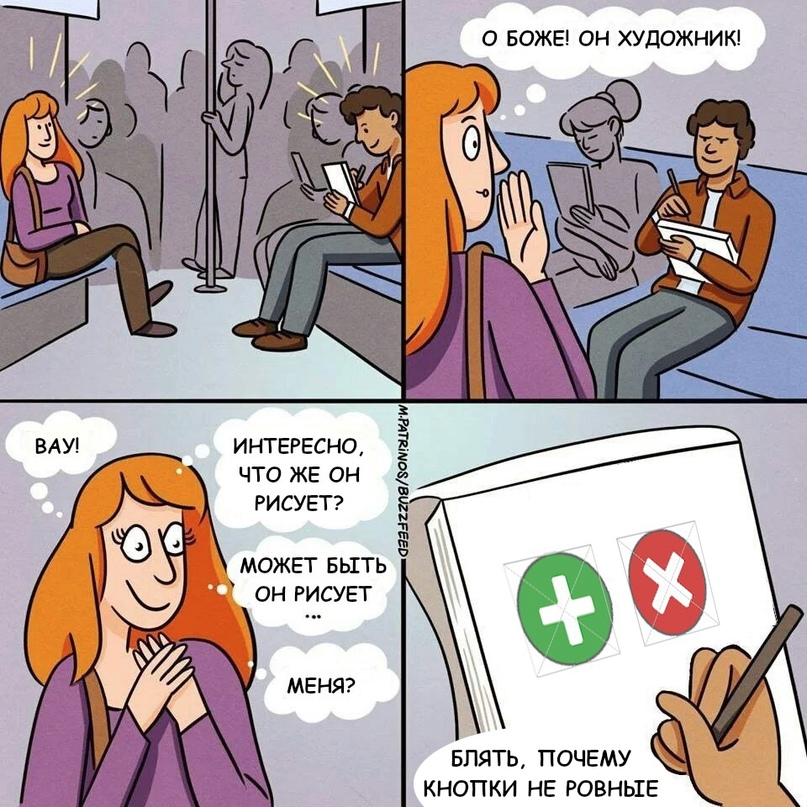 О БОЖЕ! ОН ХУДОЖНИК!
ВАУ!
ИНТЕРЕСНО,
ЧТО ЖЕ ОН
РИСУЕТ?
МОЖЕТ БЫТЬ
ОН РИСУЕТ
...
МЕНЯ?
M.PATRINOS/BUZZFEED
БЛЯТЬ, ПОЧЕМУ
КНОПКИ НЕ РОВНЫЕ